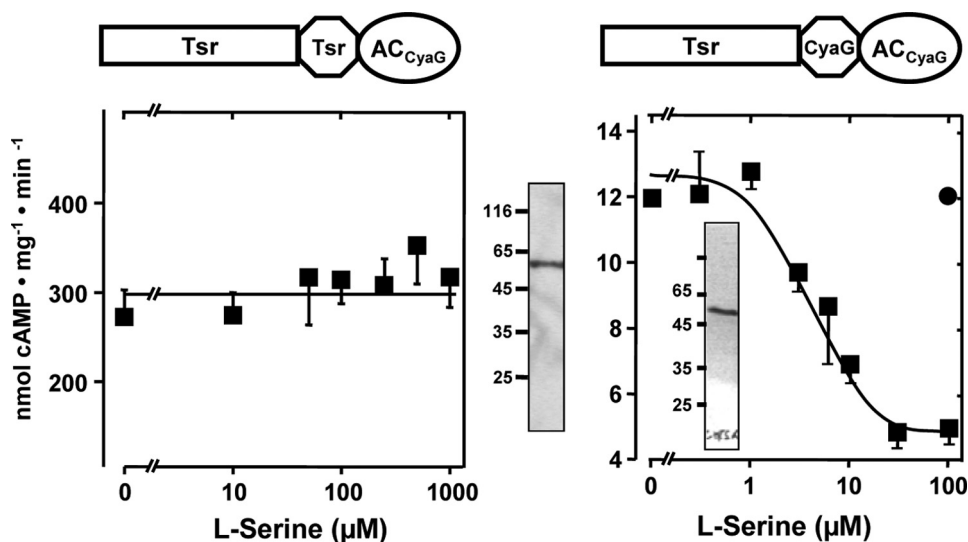 Tsr Tsr AC CyaG
Tsr CyaG AC CyaG
nmol cAMP • mg-1 • min -1
400
300
200
0 10 100 1000
L-Serine (µM)
116
65
45
35
25
14
12
10
8
6
4
65
45
35
25
0 1 10 100
L-Serine (µM)